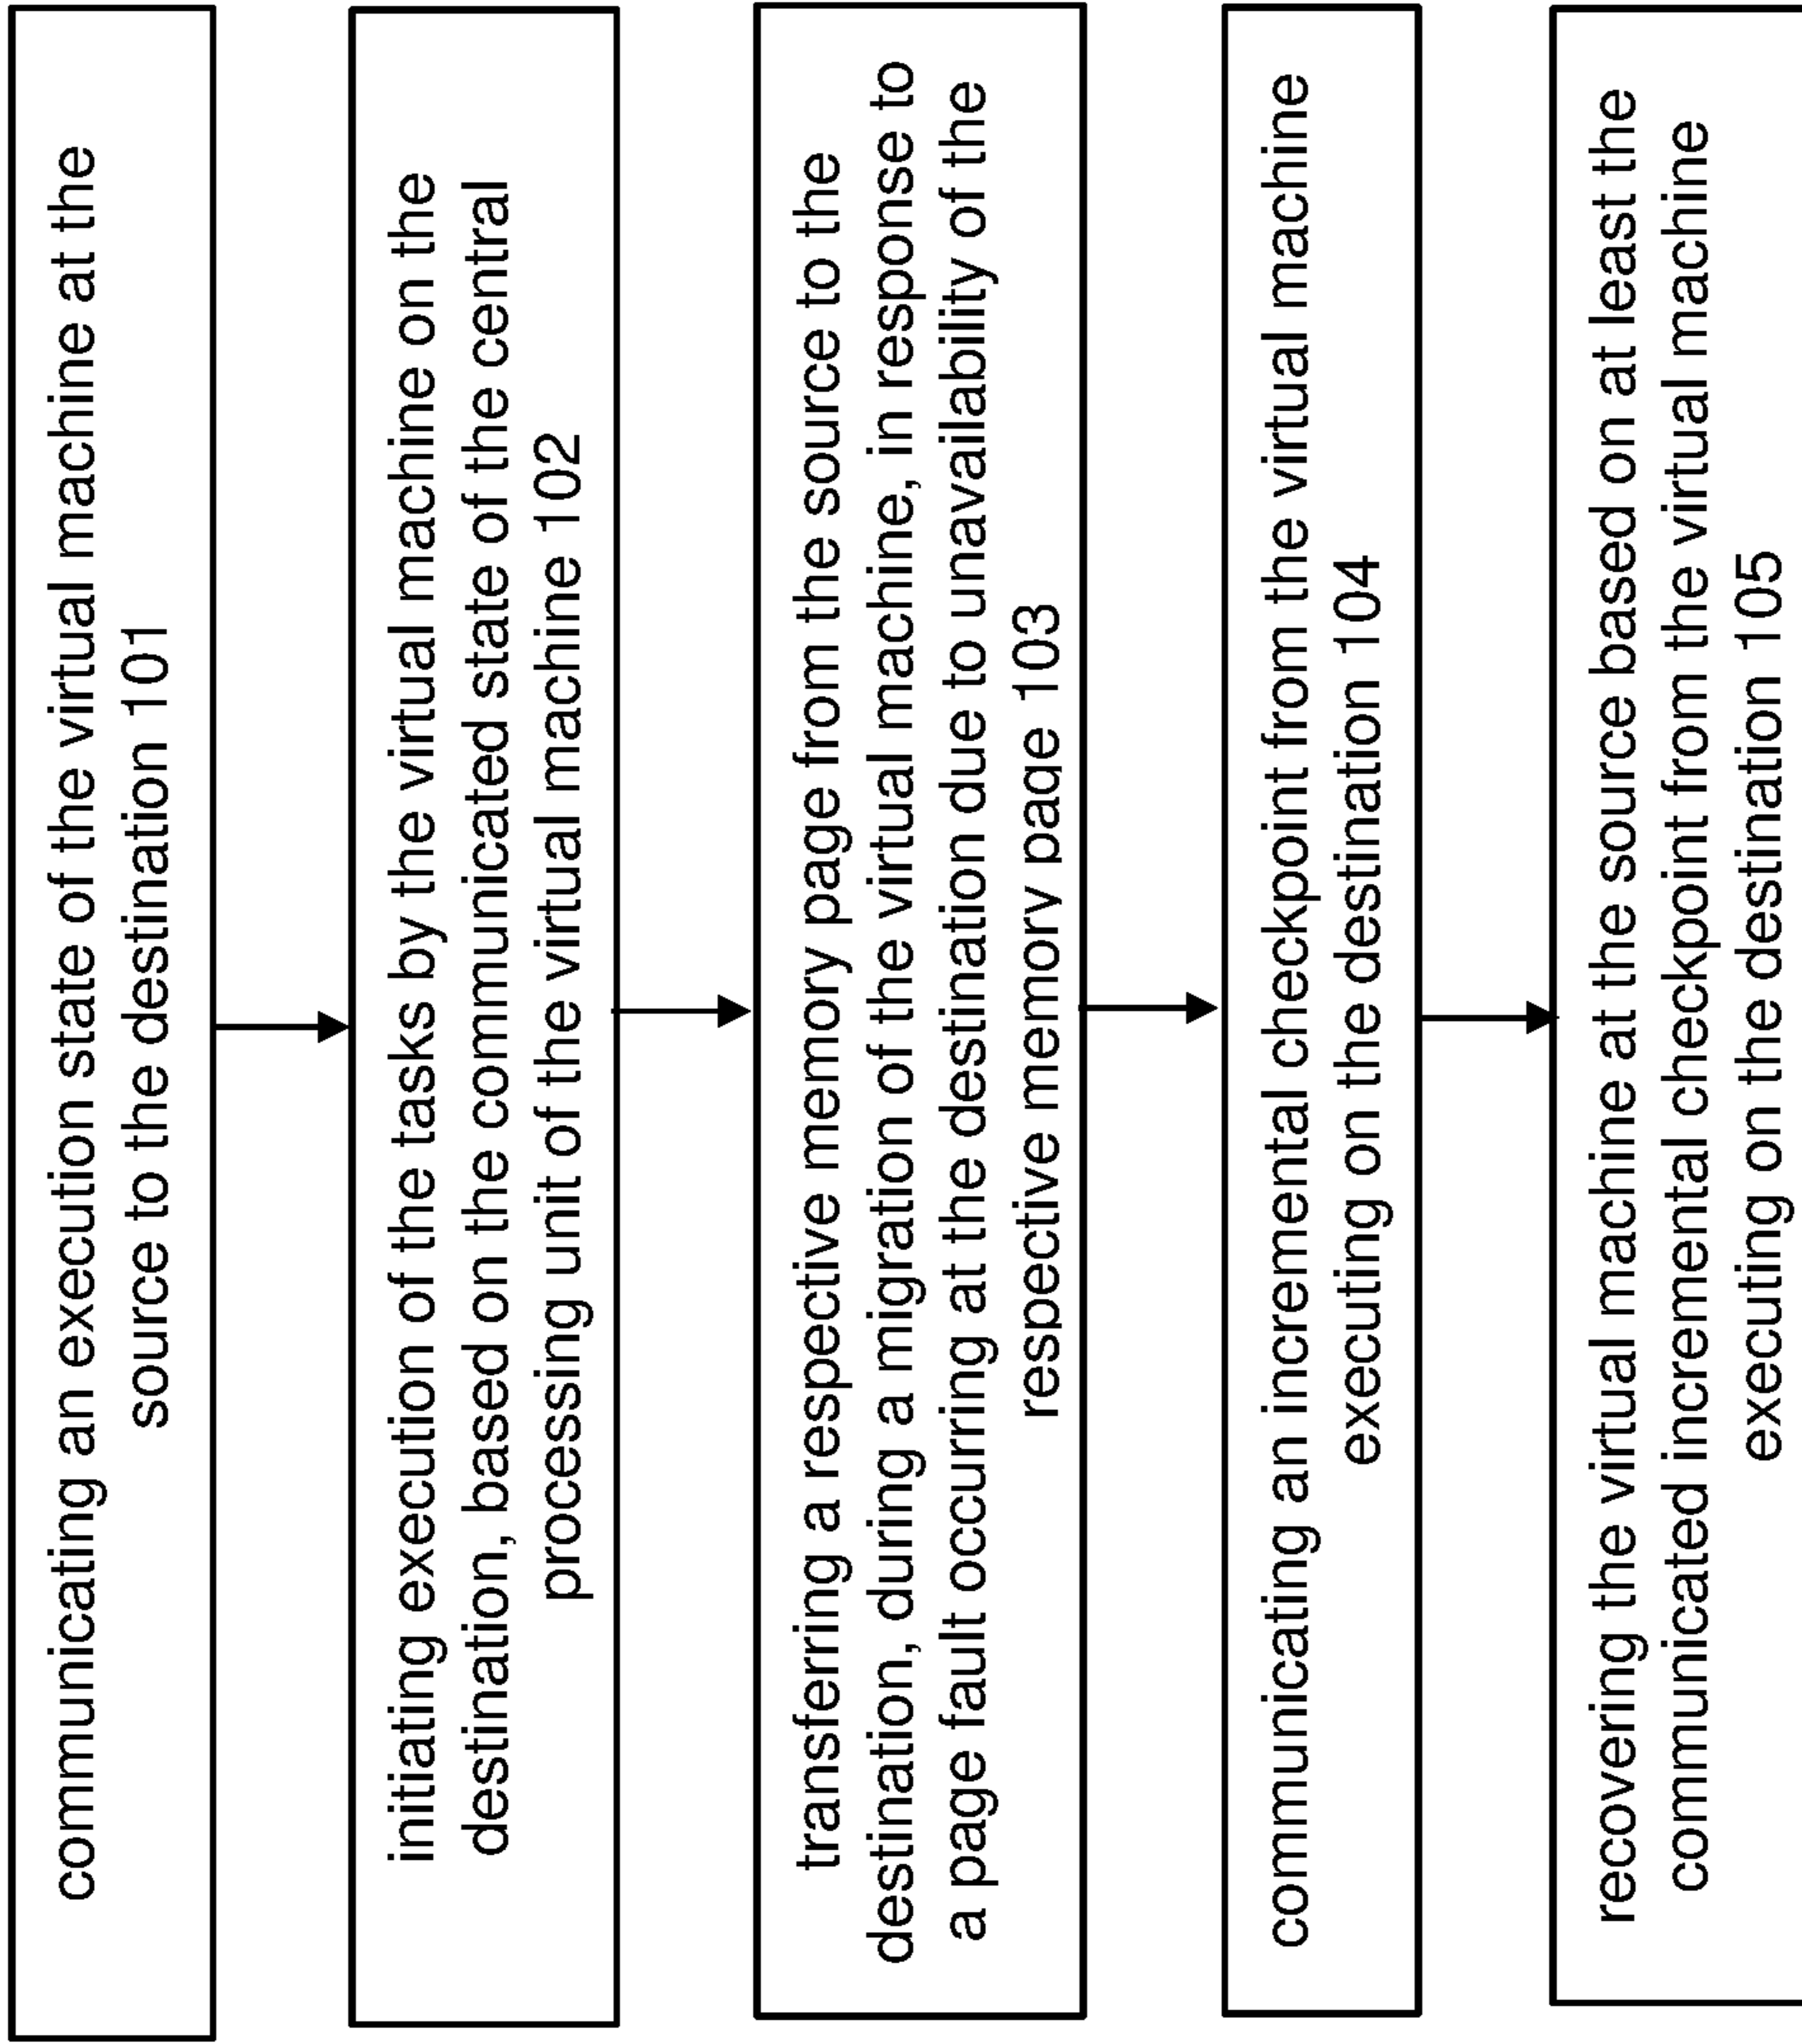 communicating an execution state of the virtual machine at the
source to the destination 101
initiating execution of the tasks by the virtual machine on the
destination, based on the communicated state of the central
processing unit of the virtual machine 102
transferring a respective memory page from the source to the
destination, during a migration of the virtual machine, in response to
a page fault occurring at the destination due to unavailability of the
respective memory page 103
communicating an incremental checkpoint from the virtual machine
executing on the destination 104
recovering the virtual machine at the source based on at least the
communicated incremental checkpoint from the virtual machine
executing on the destination 105